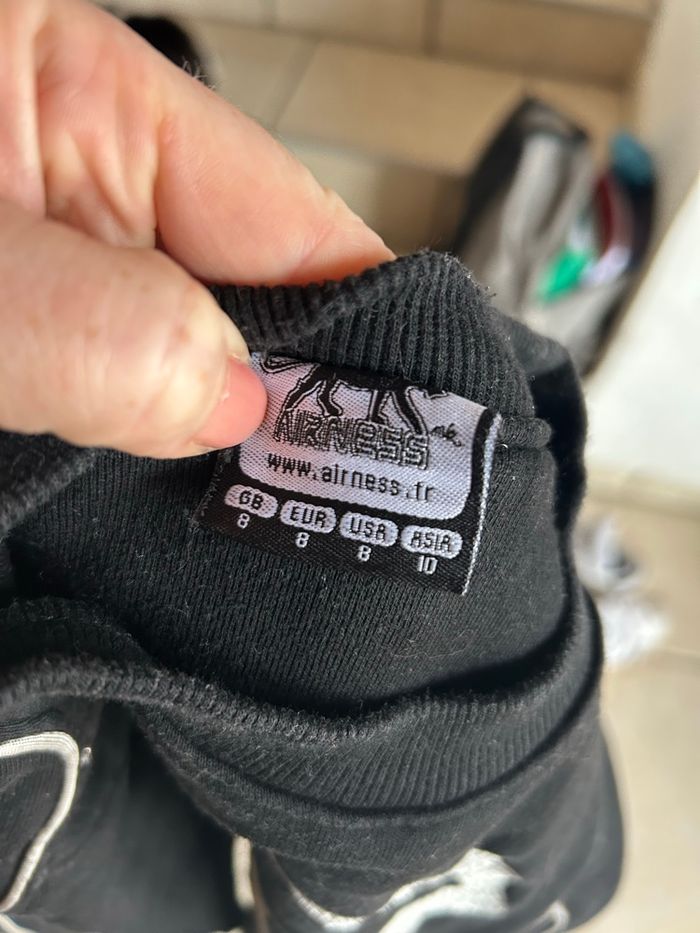 AIRNESS
www.airness.fr
GB EUR USA ASIA
8 8 8 10